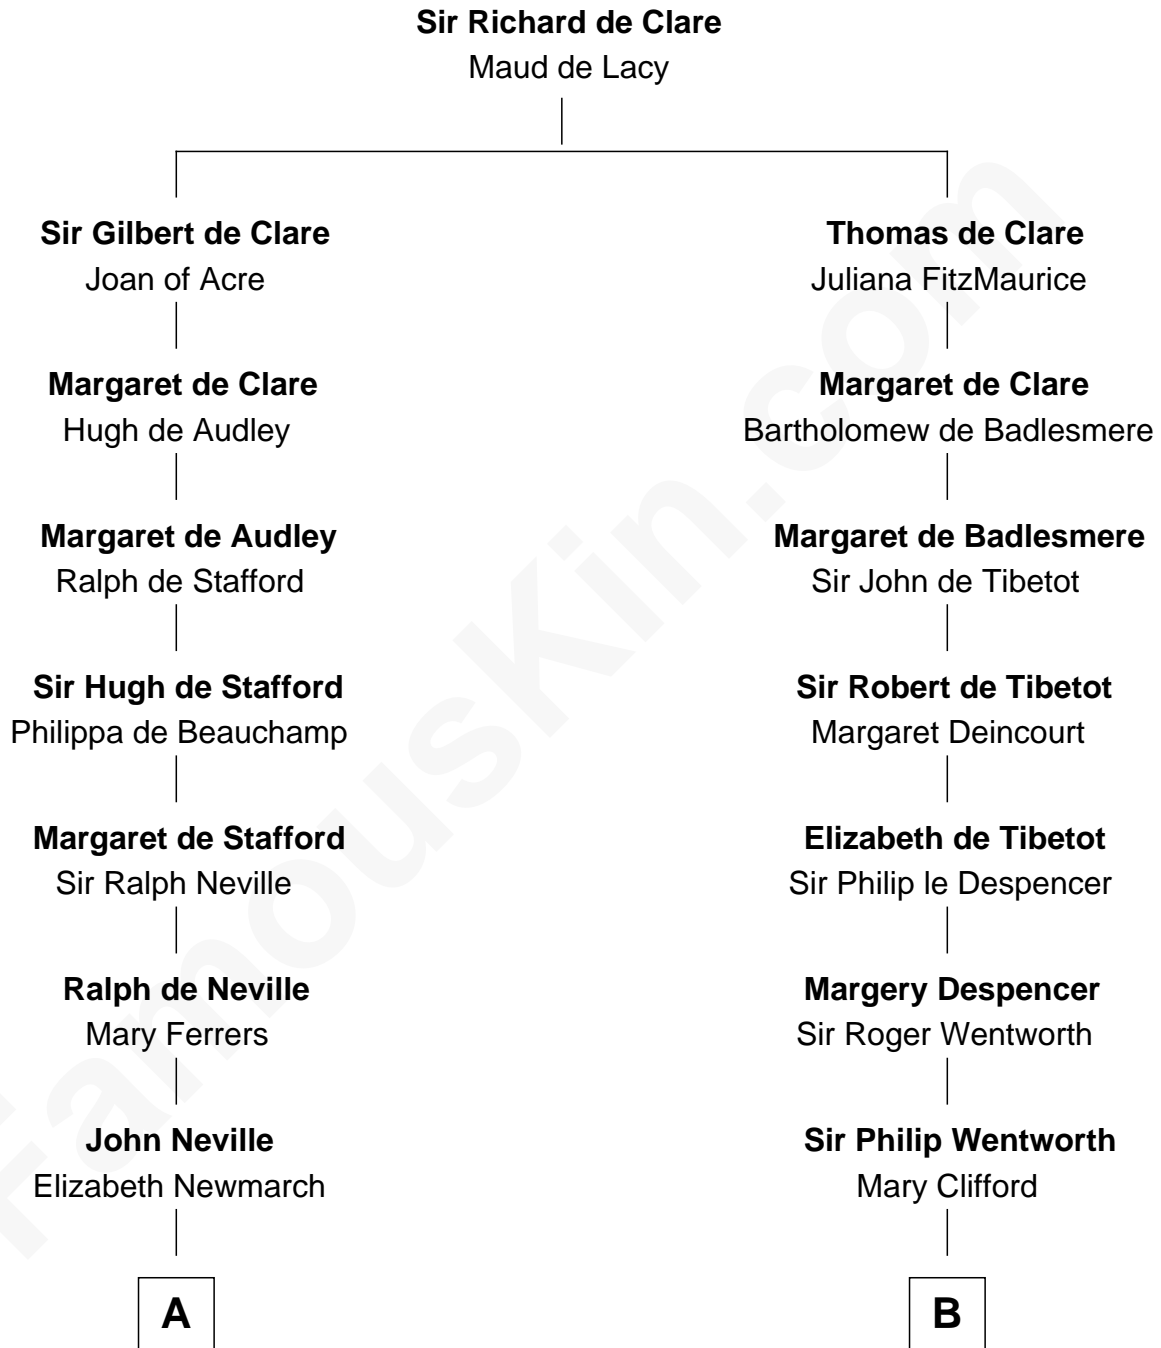 Sir Richard de Clare
Maud de Lacy
Sir Gilbert de Clare
Joan of Acre
Thomas de Clare
Juliana FitzMaurice
Margaret de Clare
Hugh de Audley
Margaret de Clare
Bartholomew de Badlesmere
Margaret de Audley
Ralph de Stafford
Margaret de Badlesmere
Sir John de Tibetot
Sir Hugh de Stafford
Philippa de Beauchamp
Sir Robert de Tibetot
Margaret Deincourt
Margaret de Stafford
Sir Ralph Neville
Elizabeth de Tibetot
Sir Philip le Despencer
Ralph de Neville
Mary Ferrers
Margery Despencer
Sir Roger Wentworth
John Neville
Elizabeth Newmarch
Sir Philip Wentworth
Mary Clifford
A
B
FamousKin.com